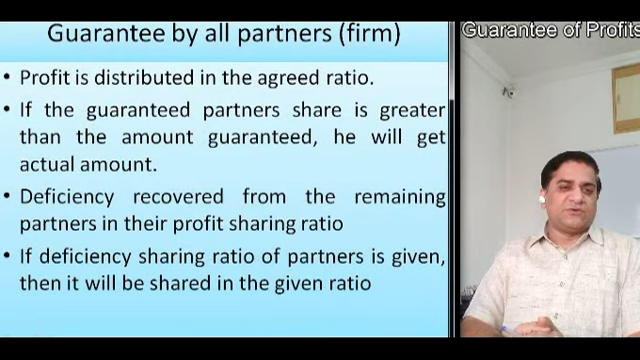 Guarantee by all partners (firm)
• Profit is distributed in the agreed ratio.
• If the guaranteed partners share is greater
than the amount guaranteed, he will get
actual amount.
• Deficiency recovered from the remaining
partners in their profit sharing ratio
• If deficiency sharing ratio of partners is given,
then it will be shared in the given ratio
Guarantee of Profits